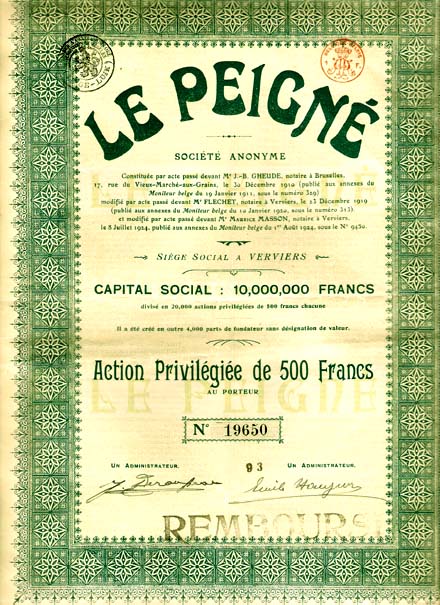 LE PEIGNÉ
SOCIÉTÉ ANONYME
Constituée par acte passé devant Me J.-B. GHEUDE, notaire à Bruxelles,
17, rue du Vieux-Marché-aux-Grains, le 30 Décembre 1910 (publié aux annexes du
Moniteur belge du 19 Janvier 1911, sous le numéro 329)
modifié par acte passé devant Me FLECHET, notaire à Verviers, le 23 Décembre 1919
(publié aux annexes du Moniteur belge du 10 Janvier 1920, sous le numéro 313)
et modifié par acte passé devant Me MAURICE MASSON, notaire à Verviers,
le 8 Juillet 1924, publié aux annexes du Moniteur belge du 1er Août 1924, sous le No 9450.
SIÈGE SOCIAL A VERVIERS
CAPITAL SOCIAL : 10,000,000 FRANCS
divisé en 20,000 actions privilégiées de 500 francs chacune
Il a été créé en outre 4,000 parts de fondateur sans désignation de valeur.
Action Privilégiée de 500 Francs
AU PORTEUR
No 19650
UN ADMINISTRATEUR.
93
UN ADMINISTRATEUR.
REMBOURS